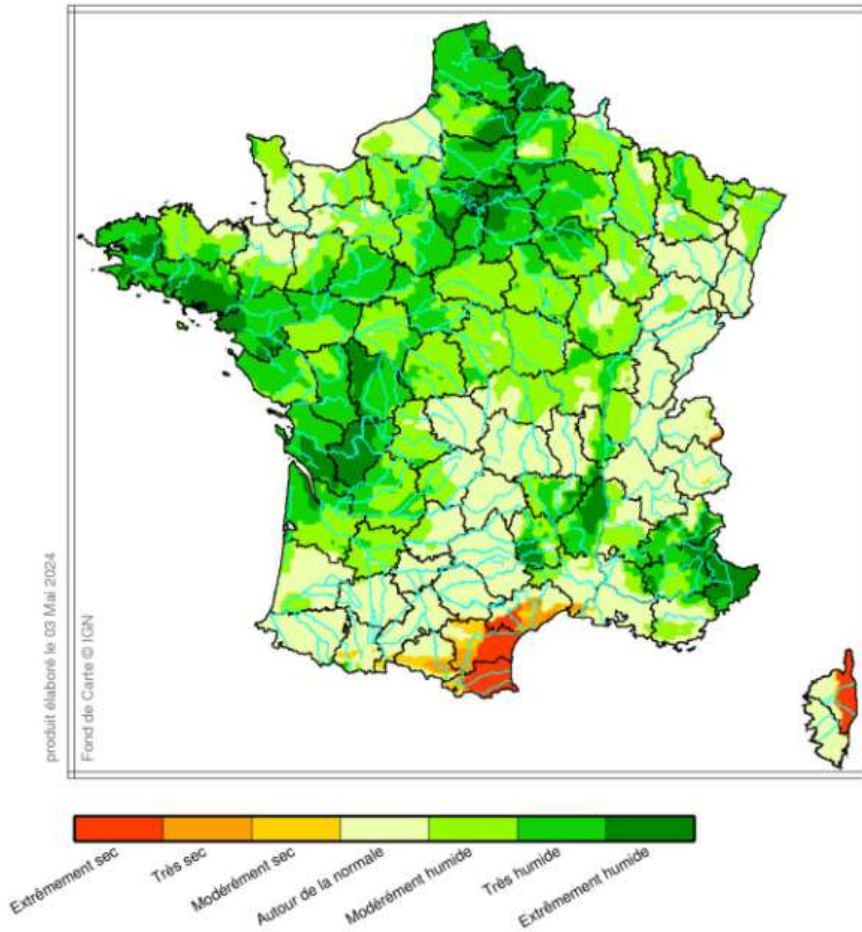 produit élaboré le 03 Mai 2024
Fond de Carte © IGN
Extrêmement sec
Très sec
Modérément sec
Autour de la normale
Modérément humide
Très humide
Extrêmement humide